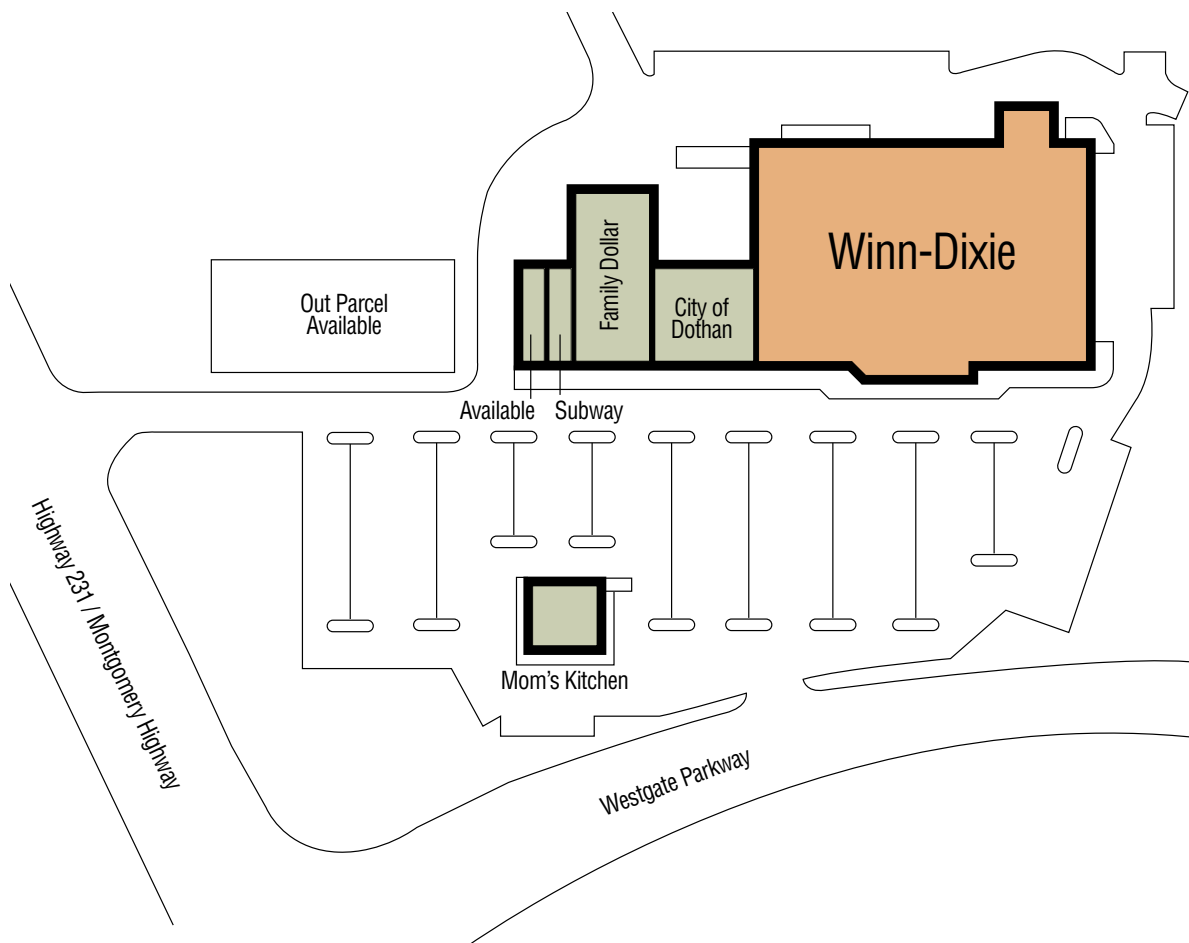 Winn-Dixie
Family Dollar
City of
Dothan
Out Parcel
Available
Available
Subway
Highway 231 / Montgomery Highway
Mom's Kitchen
Westgate Parkway